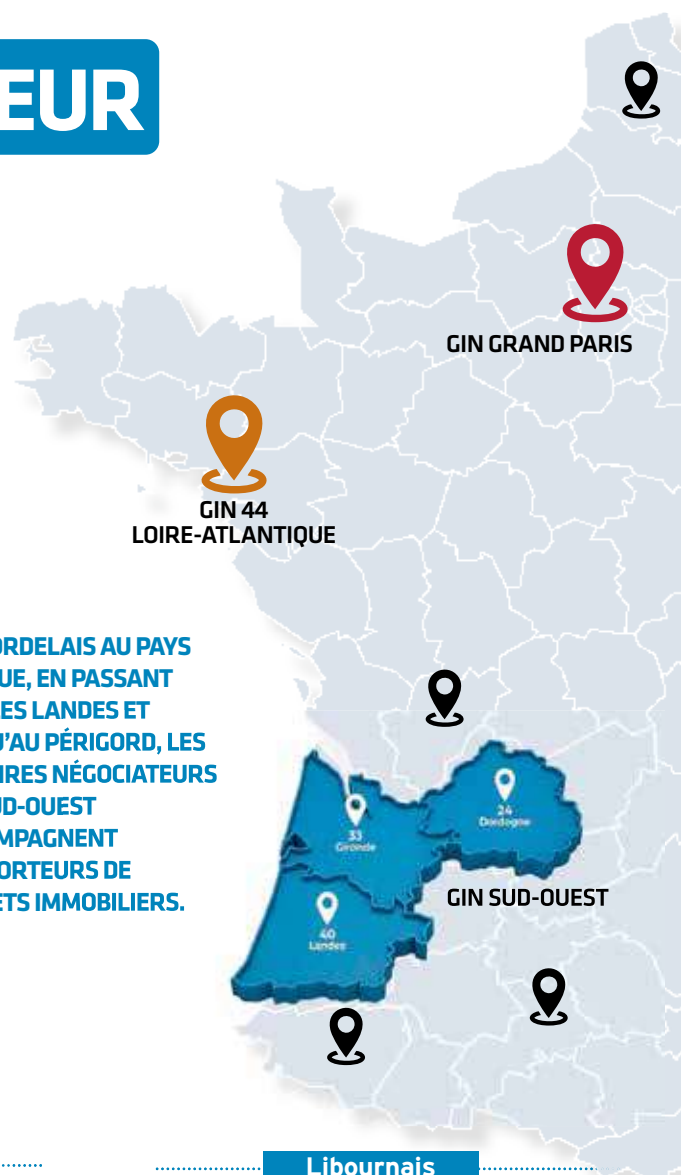 EUR
GIN GRAND PARIS
GIN 44
LOIRE-ATLANTIQUE
ORDELAIS AU PAYS
UE, EN PASSANT
ES LANDES ET
U'AU PÉRIGORD, LES
IRES NÉGOCIATEURS
UD-OUEST
MPAGNENT
ORTEURS DE
ETS IMMOBILIERS.
24
Dordogne
33
Gironde
GIN SUD-OUEST
40
Landes
Libournais